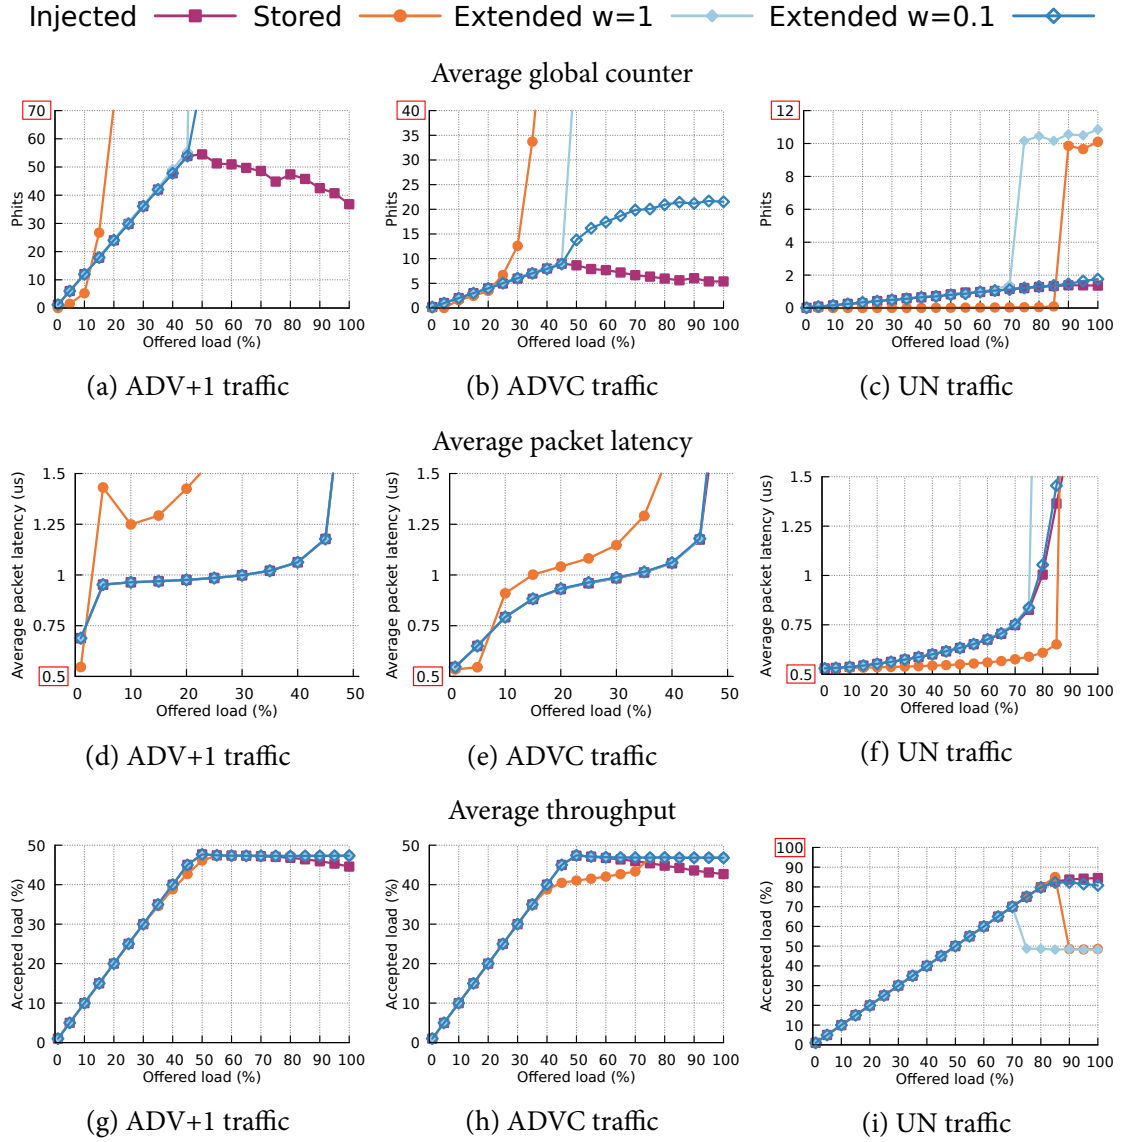 Injected Stored Extended w=1 Extended w=0.1
Average global counter
70
60
50
40
30
20
10
0
Phits
0 10 20 30 40 50 60 70 80 90 100
Offered load (%)
(a) ADV+1 traffic
40
35
30
25
20
15
10
5
0
Phits
0 10 20 30 40 50 60 70 80 90 100
Offered load (%)
(b) ADVC traffic
12
10
8
6
4
2
0
Phits
0 10 20 30 40 50 60 70 80 90 100
Offered load (%)
(c) UN traffic
Average packet latency
1.5
1.25
1
0.75
0.5
Average packet latency (us)
0 10 20 30 40 50
Offered load (%)
(d) ADV+1 traffic
1.5
1.25
1
0.75
0.5
Average packet latency (us)
0 10 20 30 40 50
Offered load (%)
(e) ADVC traffic
1.5
1.25
1
0.75
0.5
Average packet latency (us)
0 10 20 30 40 50 60 70 80 90 100
Offered load (%)
(f) UN traffic
Average throughput
50
40
30
20
10
0
Accepted load (%)
0 10 20 30 40 50 60 70 80 90 100
Offered load (%)
(g) ADV+1 traffic
50
40
30
20
10
0
Accepted load (%)
0 10 20 30 40 50 60 70 80 90 100
Offered load (%)
(h) ADVC traffic
100
90
80
70
60
50
40
30
20
10
0
Accepted load (%)
0 10 20 30 40 50 60 70 80 90 100
Offered load (%)
(i) UN traffic